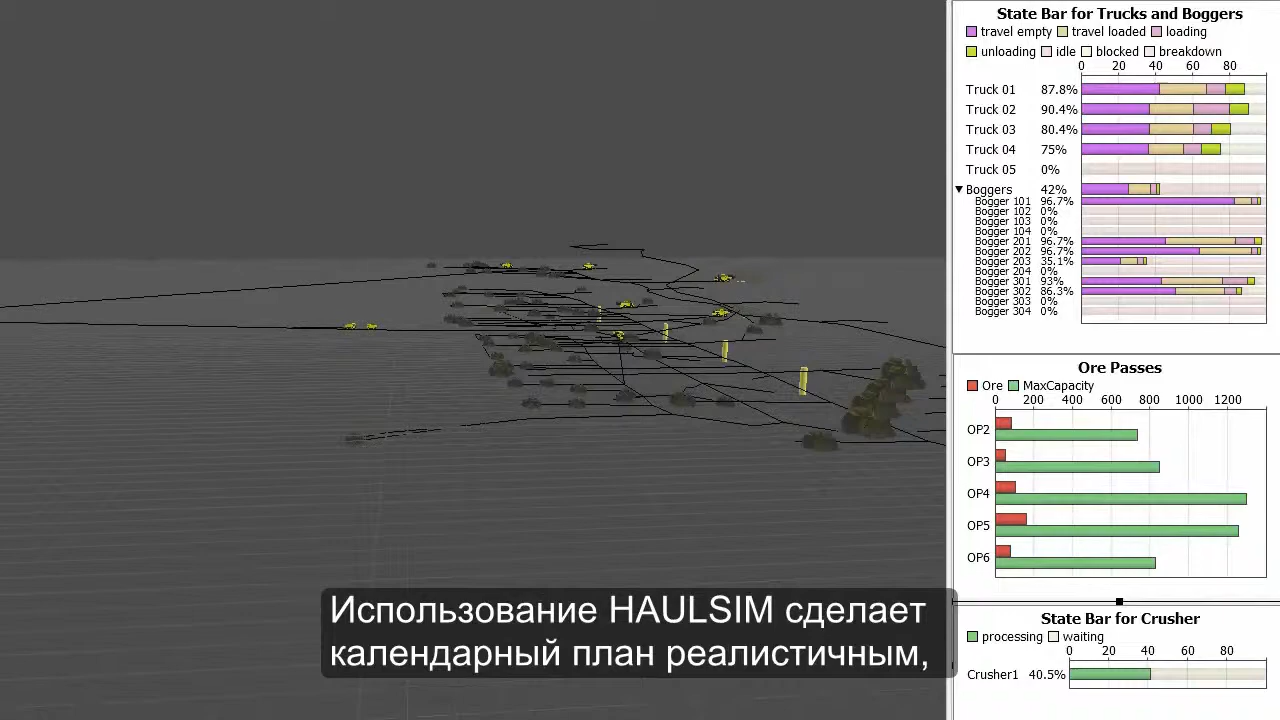 State Bar for Trucks and Boggers
travel empty travel loaded loading
unloading idle blocked breakdown
0 20 40 60 80
Truck 01 87.8%
Truck 02 90.4%
Truck 03 80.4%
Truck 04 75%
Truck 05 0%
Boggers 42%
Bogger 101 96.7%
Bogger 102 0%
Bogger 103 0%
Bogger 104 0%
Bogger 201 96.7%
Bogger 202 96.7%
Bogger 203 35.1%
Bogger 204 0%
Bogger 301 93%
Bogger 302 86.3%
Bogger 303 0%
Bogger 304 0%
Ore Passes
Ore MaxCapacity
0 200 400 600 800 1000 1200
OP2
OP3
OP4
OP5
OP6
State Bar for Crusher
processing waiting
0 20 40 60 80
Crusher1 40.5%
Использование HAULSIM сделает
календарный план реалистичным,